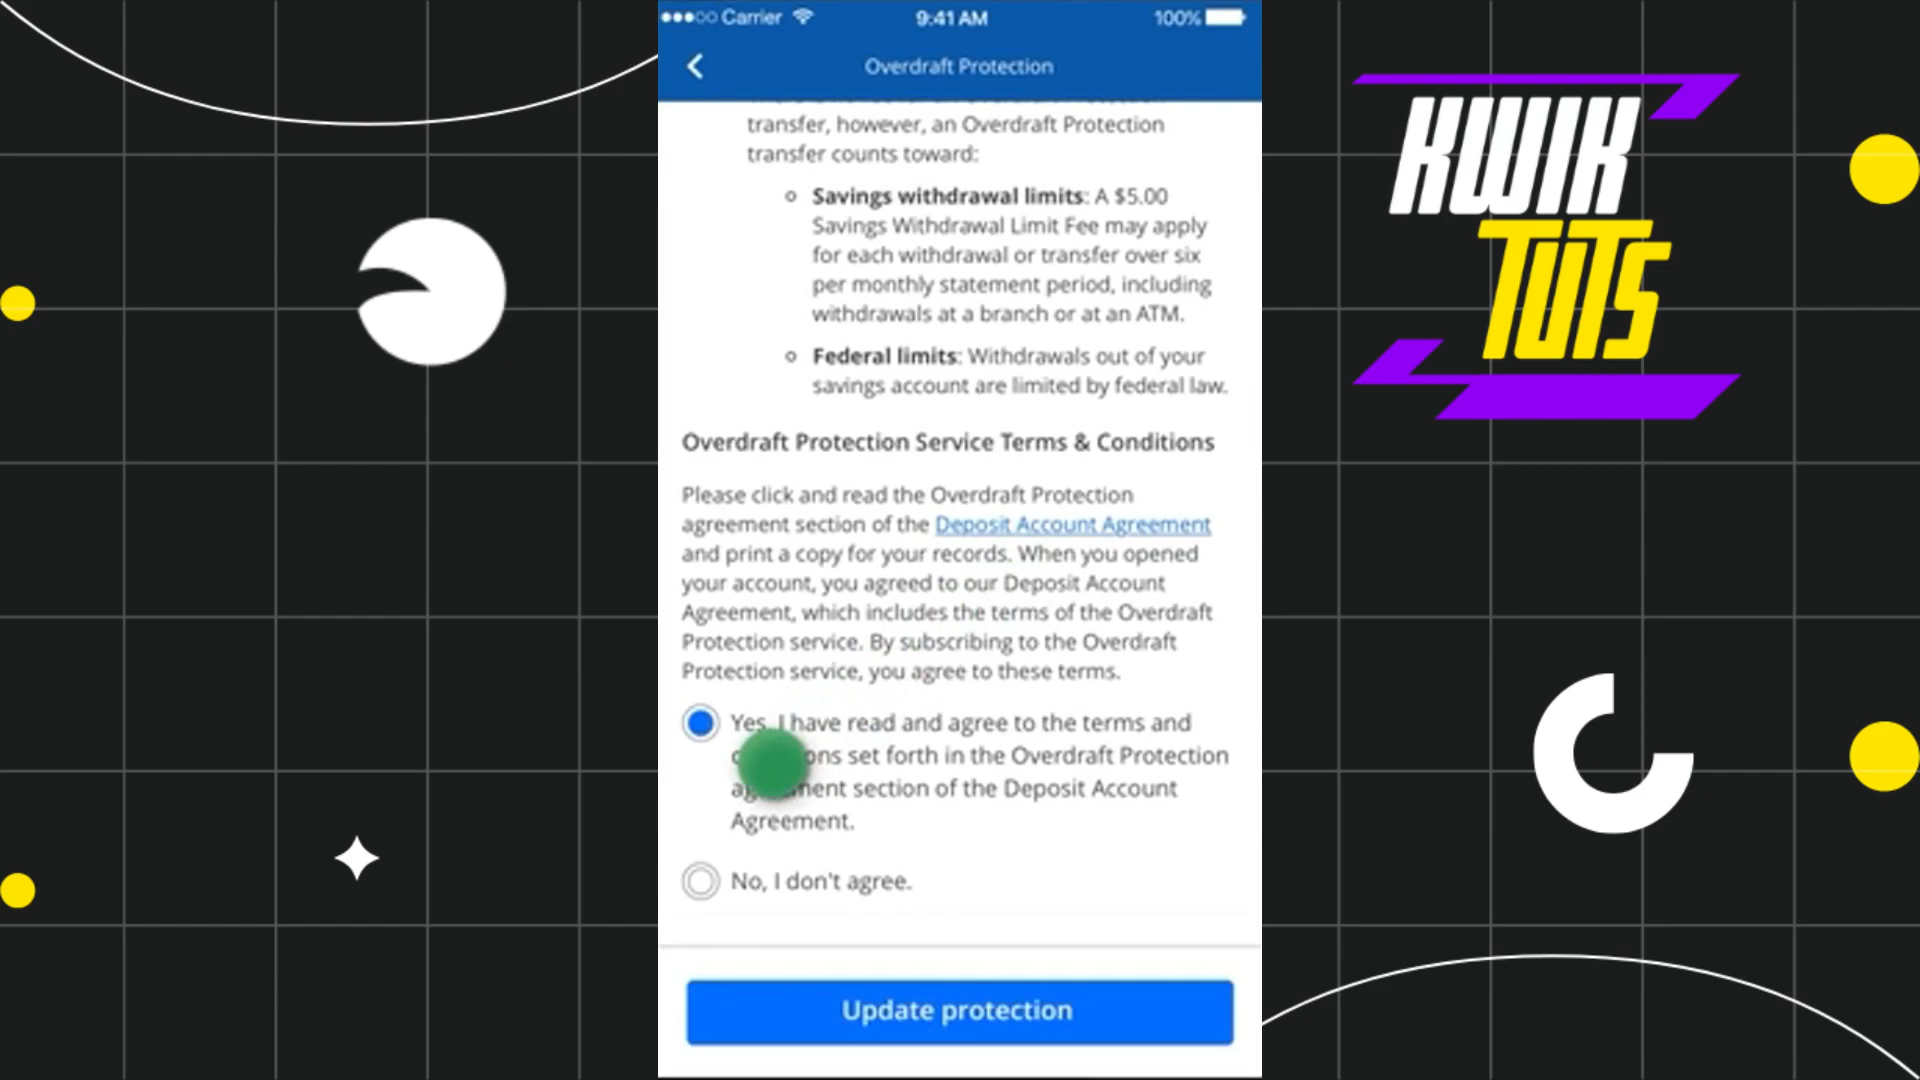 Carrier 9:41 AM 100%
Overdraft Protection
transfer, however, an Overdraft Protection
transfer counts toward:
Savings withdrawal limits: A $5.00
Savings Withdrawal Limit Fee may apply
for each withdrawal or transfer over six
per monthly statement period, including
withdrawals at a branch or at an ATM.
Federal limits: Withdrawals out of your
savings account are limited by federal law.
Overdraft Protection Service Terms & Conditions
Please click and read the Overdraft Protection
agreement section of the Deposit Account Agreement
and print a copy for your records. When you opened
your account, you agreed to our Deposit Account
Agreement, which includes the terms of the Overdraft
Protection service. By subscribing to the Overdraft
Protection service, you agree to these terms.
Yes, I have read and agree to the terms and
set forth in the Overdraft Protection
section of the Deposit Account
Agreement.
No, I don't agree.
Update protection
KWIK
TUTS